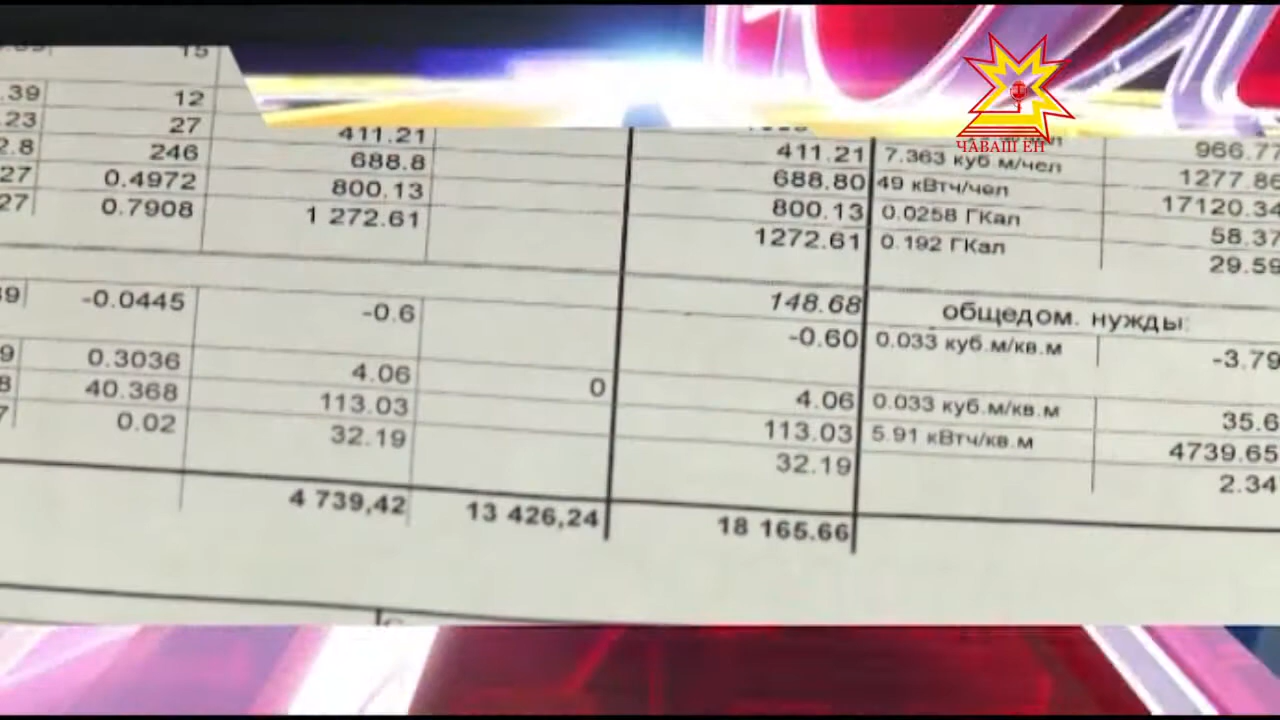 15
ЧĂВАШ ЕН
.39 12
.23 27 411.21 411.21 7.363 куб м/чел 966.77
2.8 246 688.8 688.80 49 кВтч/чел 1277.86
27 0.4972 800.13 800.13 0.0258 ГКал 17120.34
27 0.7908 1 272.61 1272.61 0.192 ГКал 58.37
29.59
148.68 общедом. нужды:
-0.0445 -0.6 -0.60 0.033 куб.м/кв.м -3.79
9 0.3036 4.06 0 4.06 0.033 куб.м/кв.м 35.6
8 40.368 113.03 113.03 5.91 кВтч/кв.м 4739.65
7 0.02 32.19 32.19 2.34
4 739,42 13 426,24 18 165.66